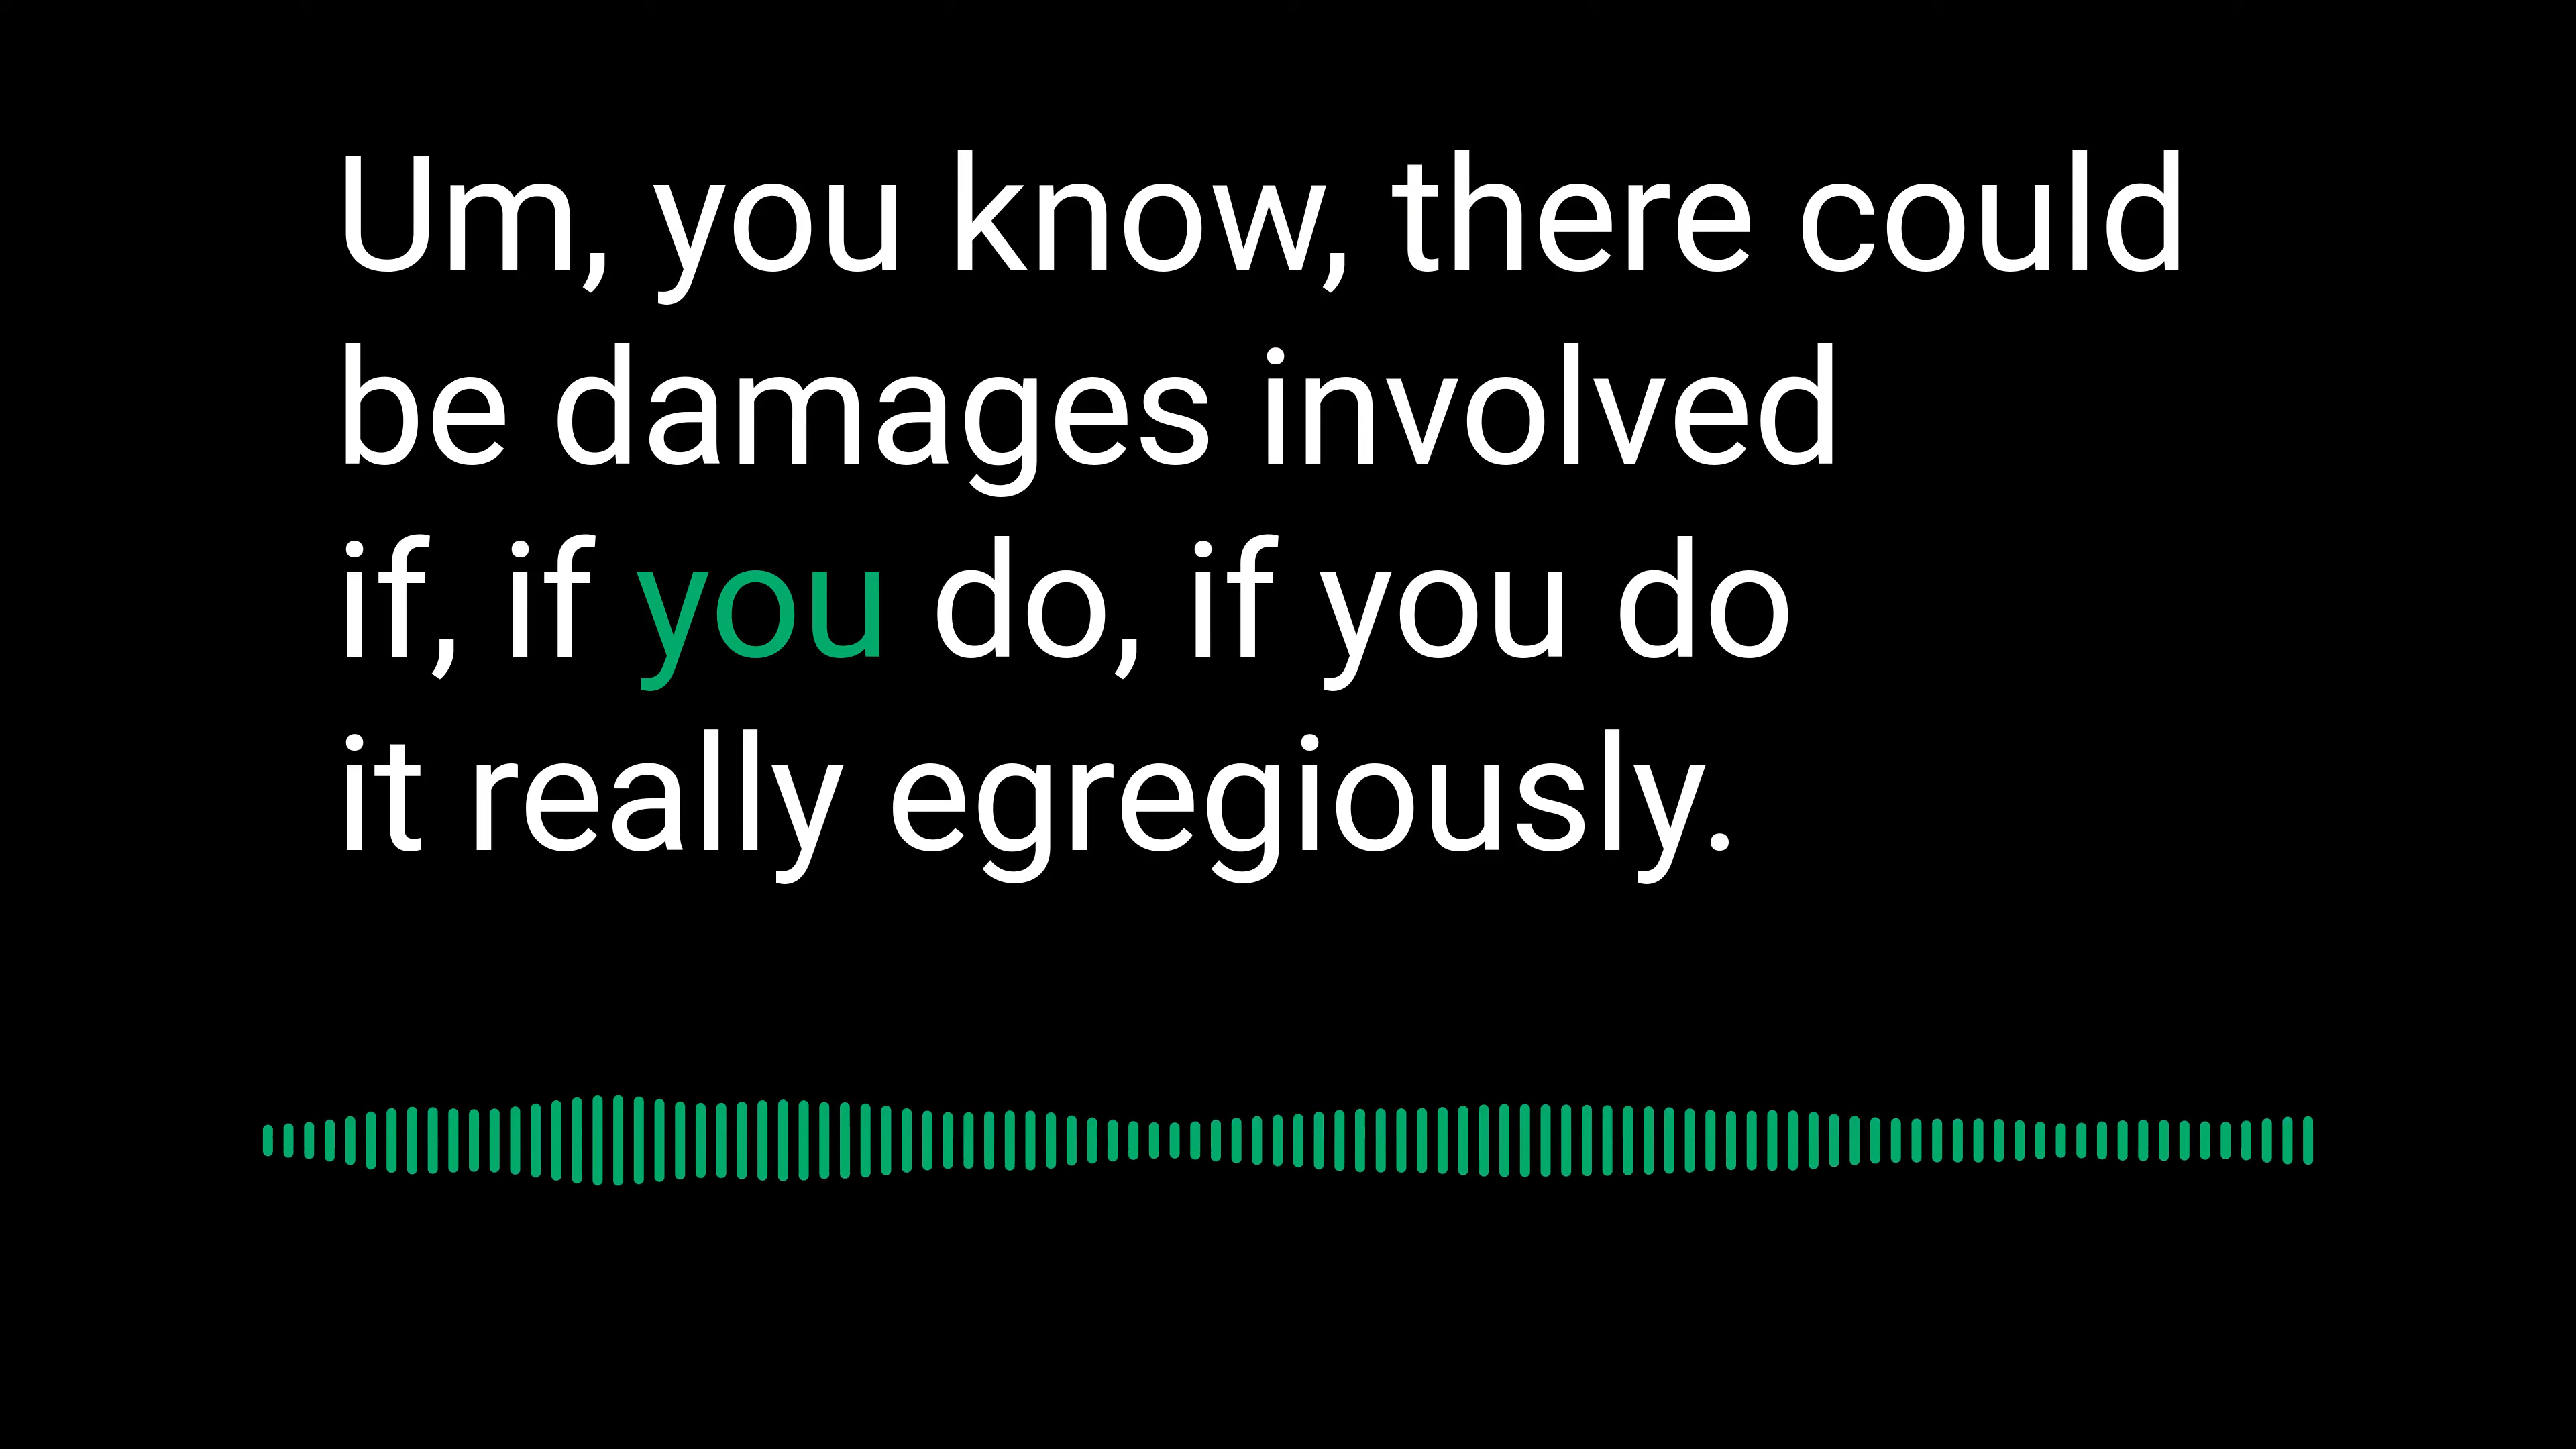 Um, you know, there could
be damages involved
if, if you do, if you do
it really egregiously.